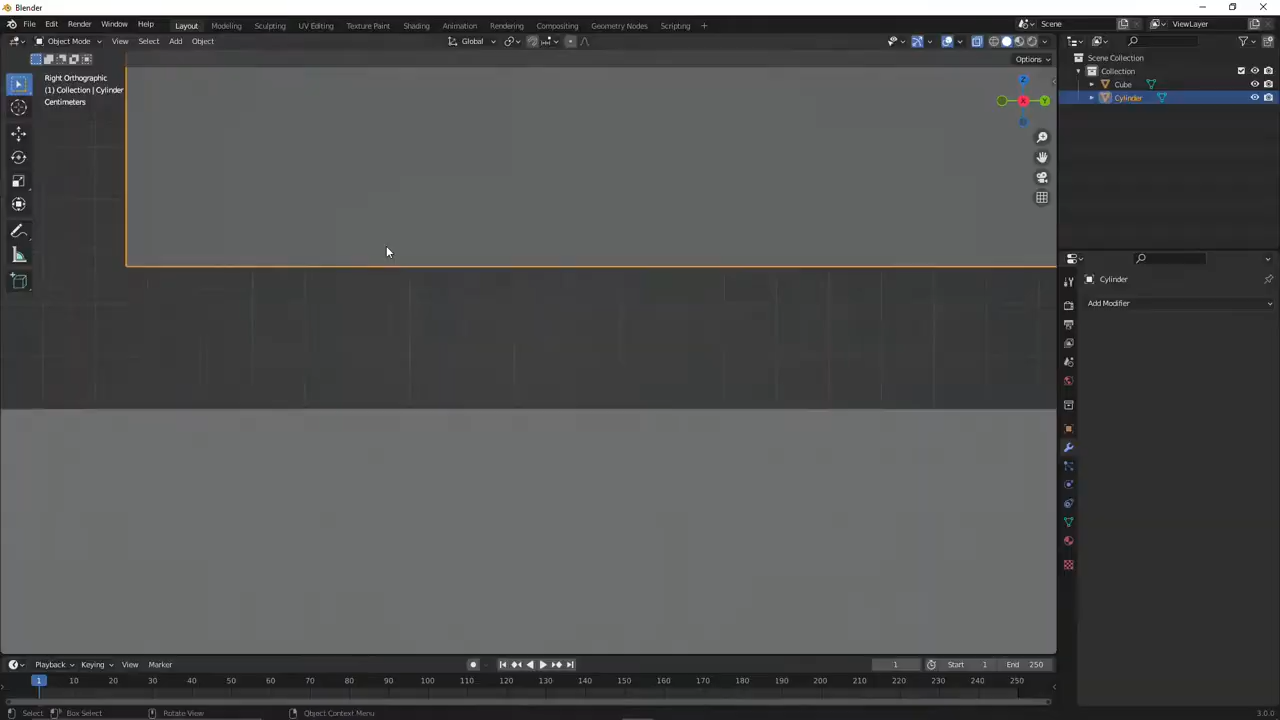 Blender
File Edit Render Window Help Layout Modeling Sculpting UV Editing Texture Paint Shading Animation Rendering Compositing Geometry Nodes Scripting + Scene ViewLayer
Object Mode View Select Add Object Global
Options
Right Orthographic
(1) Collection | Cylinder
Centimeters
Z
X
Y
Scene Collection
Collection
Cube
Cylinder
Cylinder
Add Modifier
Playback Keying View Marker 1 Start 1 End 250
1 10 20 30 40 50 60 70 80 90 100 110 120 130 140 150 160 170 180 190 200 210 220 230 240 250
Select Box Select Rotate View Object Context Menu 3.0.0